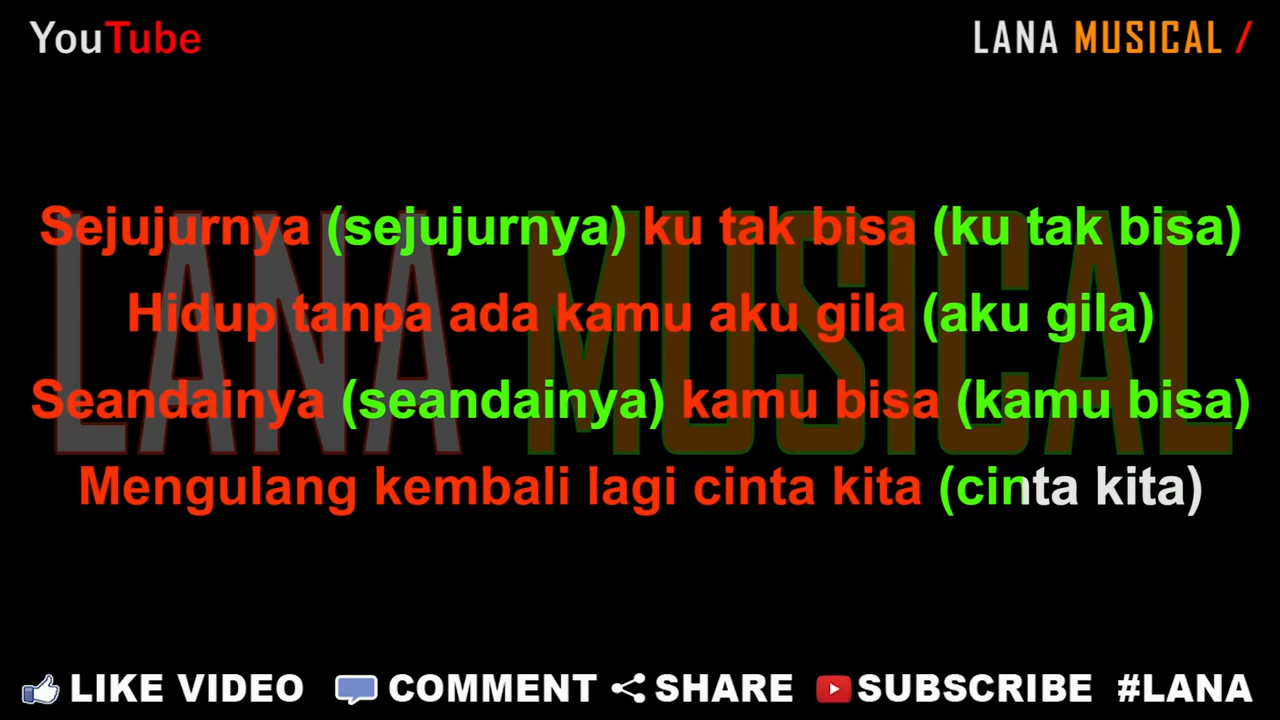 YouTube
LANA MUSICAL /
Sejujurnya (sejujurnya) ku tak bisa (ku tak bisa)
Hidup tanpa ada kamu aku gila (aku gila)
Seandainya (seandainya) kamu bisa (kamu bisa)
Mengulang kembali lagi cinta kita (cinta kita)
LANA MUSICAL
LIKE VIDEO COMMENT SHARE SUBSCRIBE #LANA